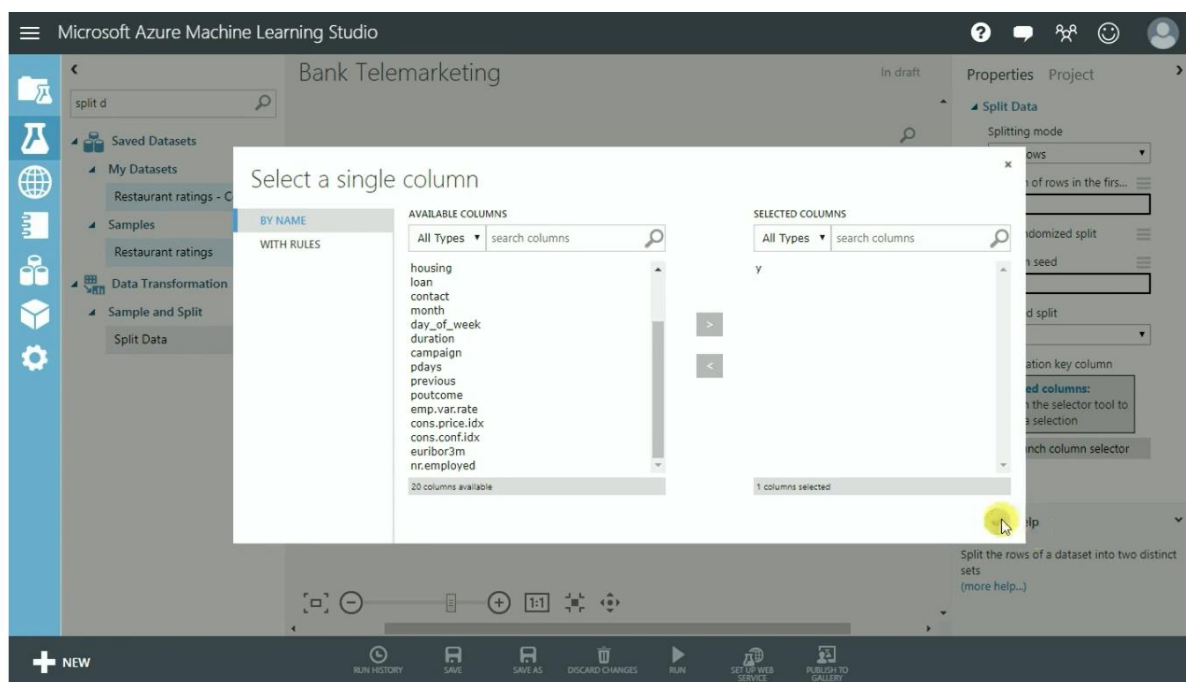 Microsoft Azure Machine Learning Studio
?
split d
Saved Datasets
My Datasets
Restaurant ratings - C
Samples
Restaurant ratings
Data Transformation
Sample and Split
Split Data
Bank Telemarketing
In draft
Select a single column
×
BY NAME
WITH RULES
AVAILABLE COLUMNS
All Types search columns
housing
loan
contact
month
day_of_week
duration
campaign
pdays
previous
poutcome
emp.var.rate
cons.price.idx
cons.conf.idx
euribor3m
nr.employed
20 columns available
>
<
SELECTED COLUMNS
All Types search columns
y
1 columns selected
Properties Project
Split Data
Splitting mode
ows
n of rows in the firs...
domized split
seed
d split
ation key column
ed columns:
the selector tool to
a selection
nch column selector
elp
Split the rows of a dataset into two distinct
sets
(more help...)
1:1
NEW
RUN HISTORY
SAVE
SAVE AS
DISCARD CHANGES
RUN
SET UP WEB
SERVICE
PUBLISH TO
GALLERY